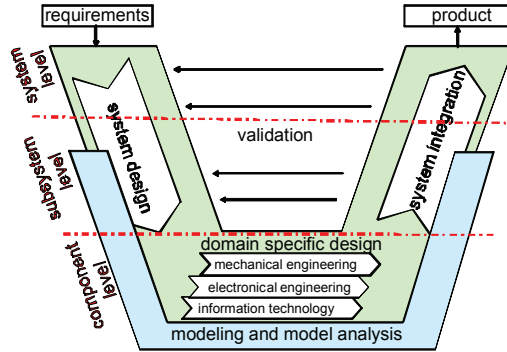 requirements
product
system
level
system design
validation
system integration
subsystem
level
domain specific design
mechanical engineering
electronical engineering
information technology
component
level
modeling and model analysis